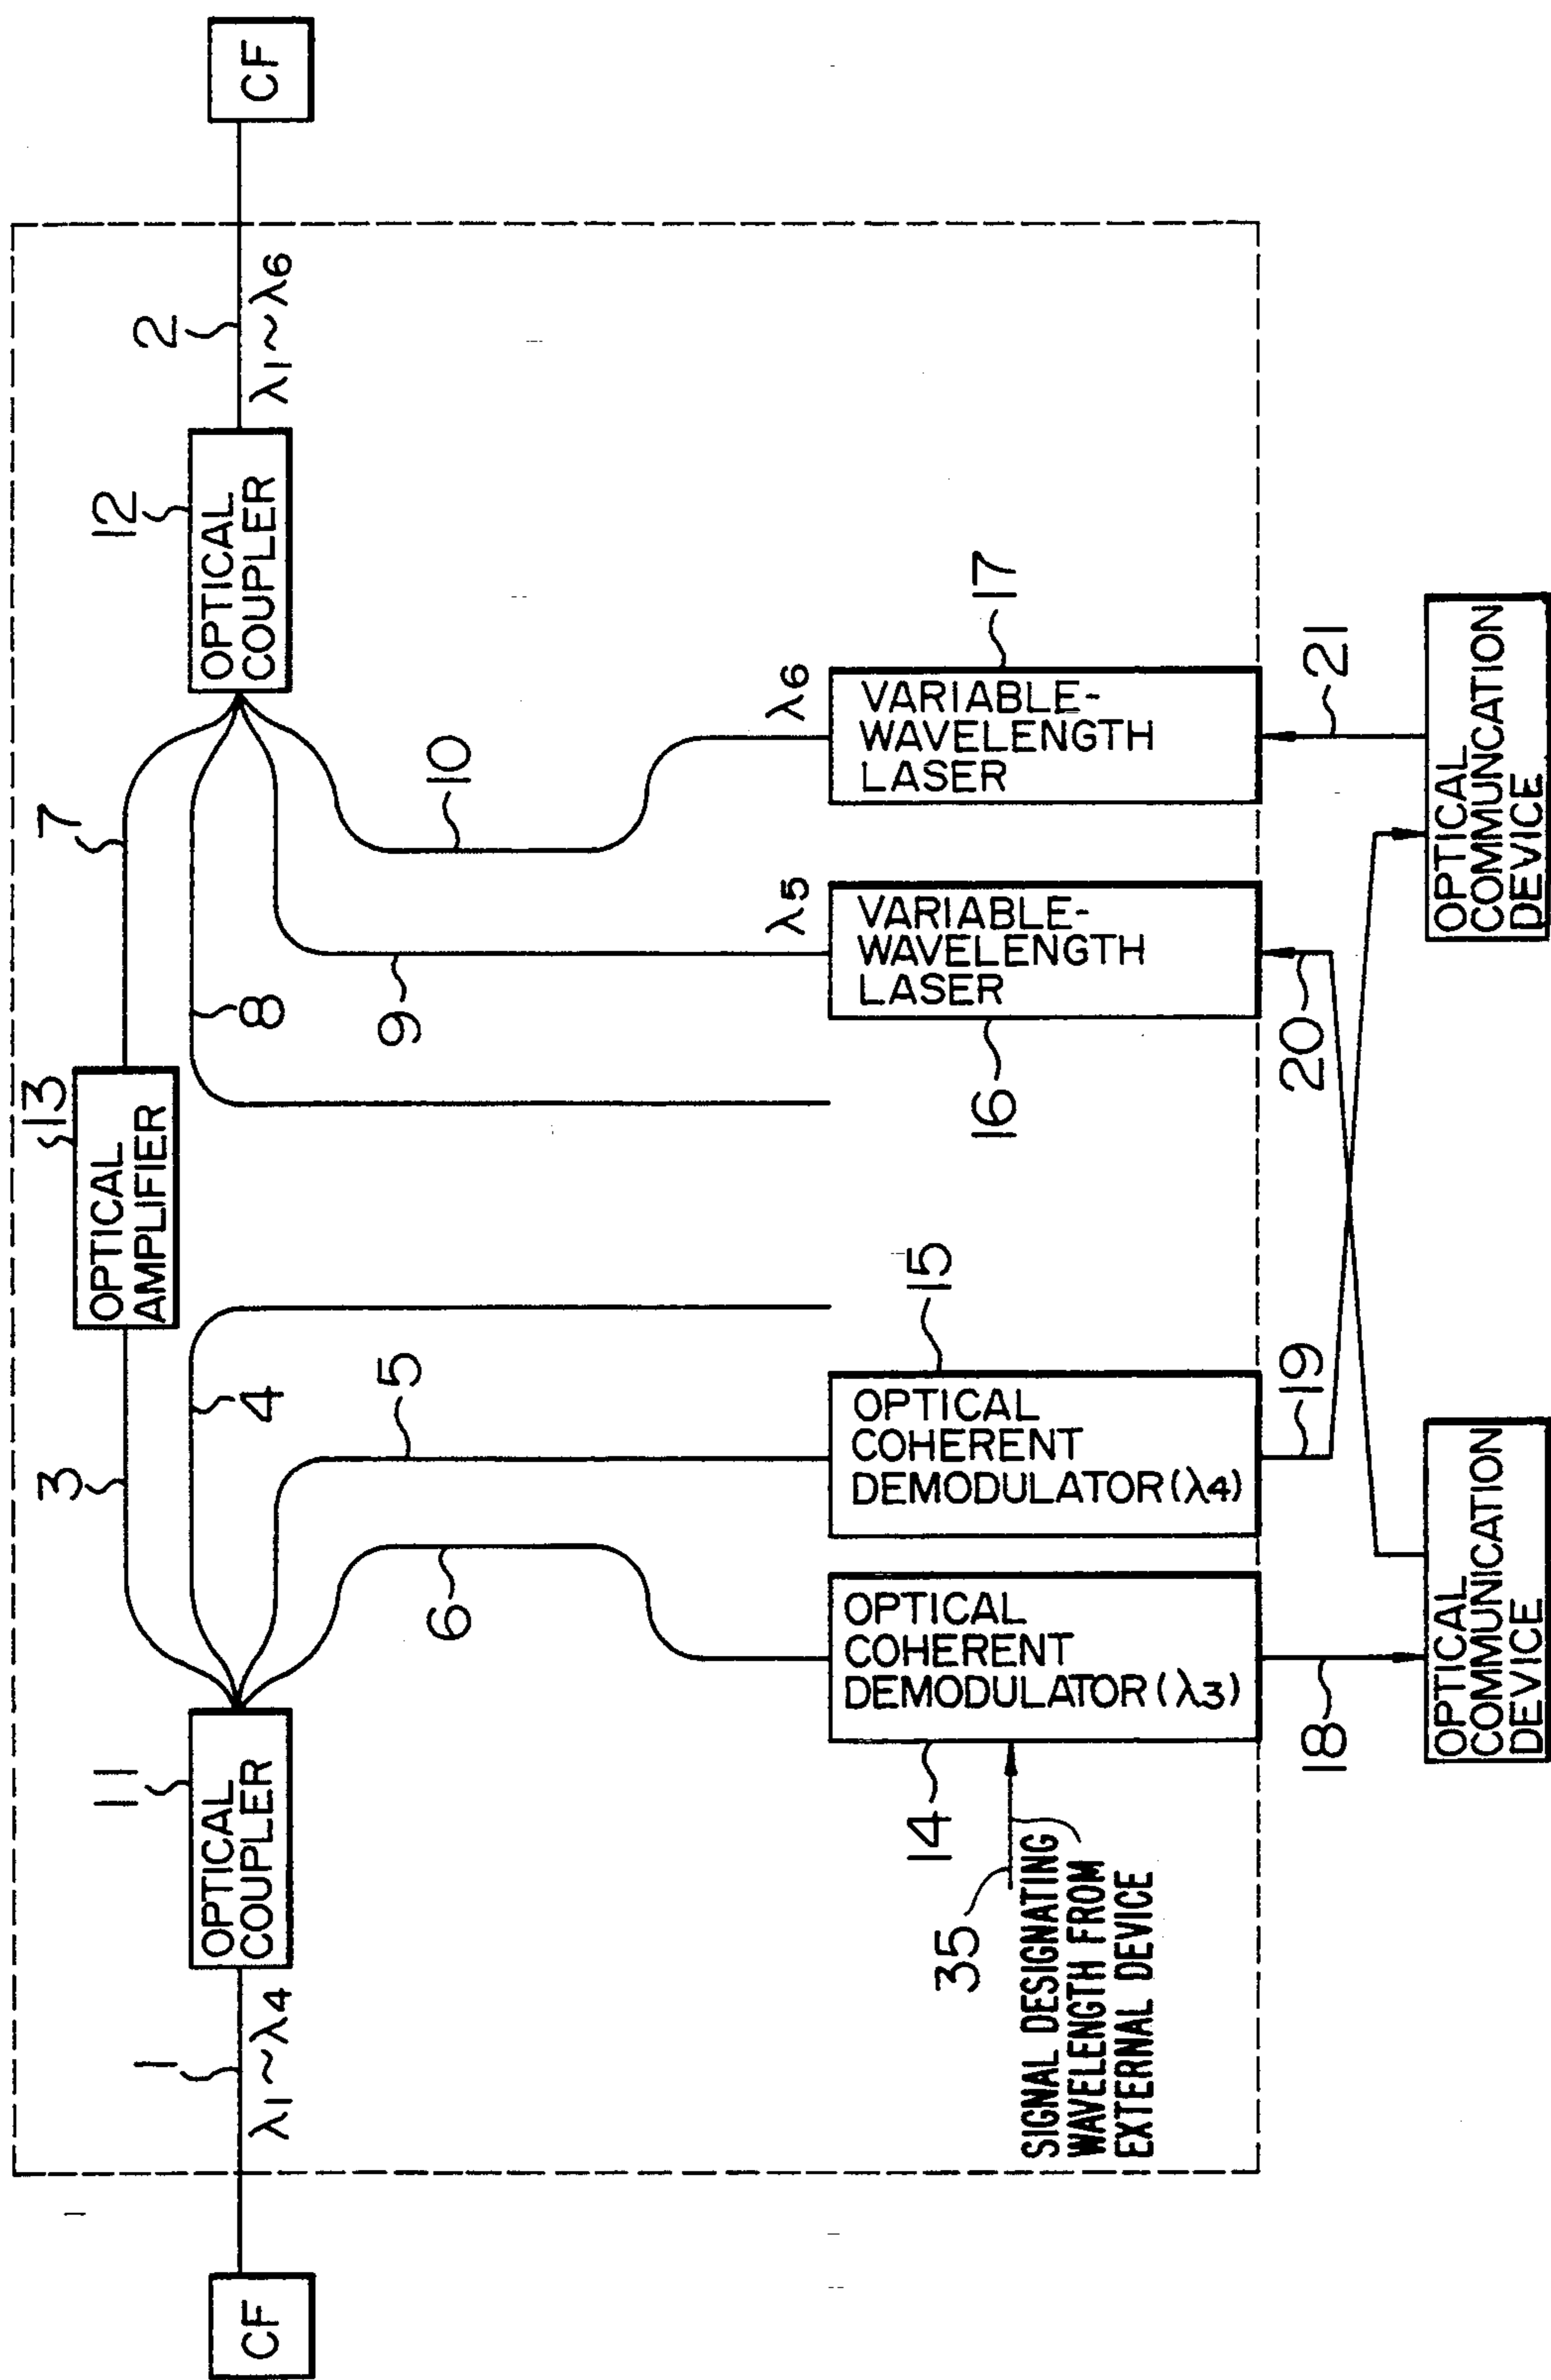 CF
1
λ1~λ4
11
OPTICAL
COUPLER
3
4
5
6
13
OPTICAL
AMPLIFIER
7
8
9
10
12
OPTICAL
COUPLER
2
λ1~λ6
CF
35
SIGNAL DESIGNATING
WAVELENGTH FROM
EXTERNAL DEVICE
14
OPTICAL
COHERENT
DEMODULATOR(λ3)
15
OPTICAL
COHERENT
DEMODULATOR(λ4)
16
λ5
VARIABLE-
WAVELENGTH
LASER
λ6
17
VARIABLE-
WAVELENGTH
LASER
18
19
20
21
OPTICAL
COMMUNICATION
DEVICE
OPTICAL
COMMUNICATION
DEVICE